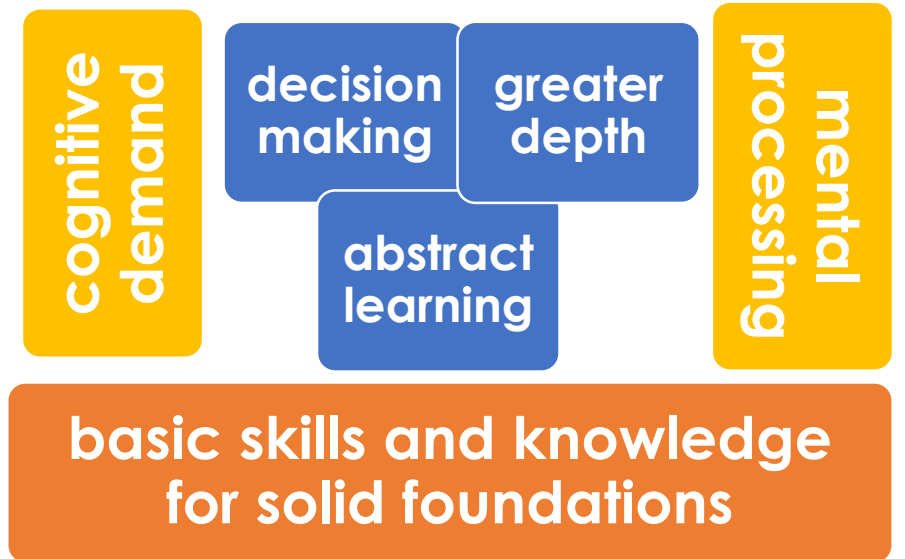 cognitive
demand
decision
making
greater
depth
abstract
learning
mental
processing
basic skills and knowledge
for solid foundations